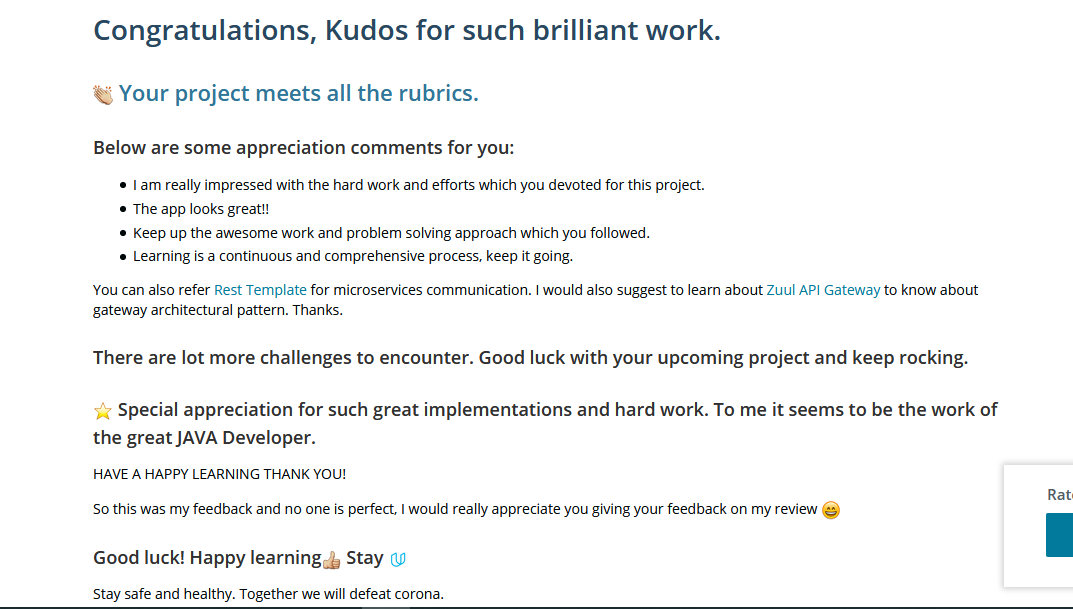 Congratulations, Kudos for such brilliant work.
👏 Your project meets all the rubrics.
Below are some appreciation comments for you:
• I am really impressed with the hard work and efforts which you devoted for this project.
• The app looks great!!
• Keep up the awesome work and problem solving approach which you followed.
• Learning is a continuous and comprehensive process, keep it going.
You can also refer Rest Template for microservices communication. I would also suggest to learn about Zuul API Gateway to know about
gateway architectural pattern. Thanks.
There are lot more challenges to encounter. Good luck with your upcoming project and keep rocking.
⭐ Special appreciation for such great implementations and hard work. To me it seems to be the work of
the great JAVA Developer.
HAVE A HAPPY LEARNING THANK YOU!
So this was my feedback and no one is perfect, I would really appreciate you giving your feedback on my review 😄
Good luck! Happy learning👍 Stay
Stay safe and healthy. Together we will defeat corona.